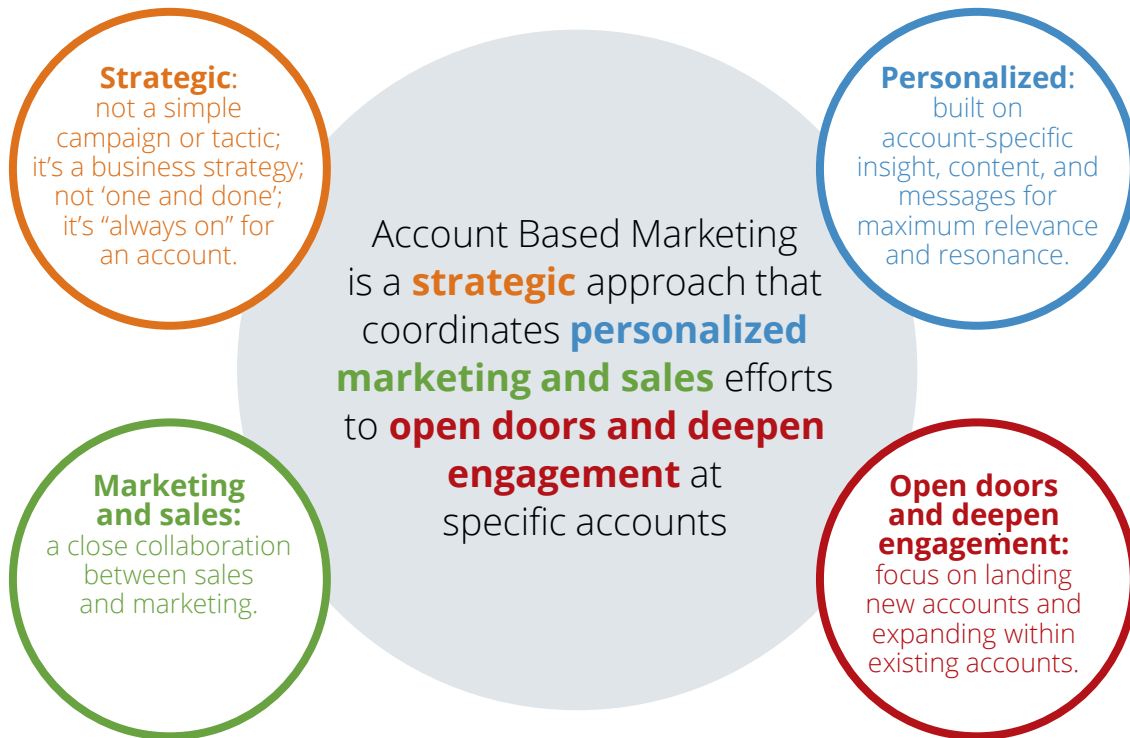 Strategic:
not a simple
campaign or tactic;
it’s a business strategy;
not ‘one and done’;
it’s “always on” for
an account.
Personalized:
built on
account-specific
insight, content, and
messages for
maximum relevance
and resonance.
Account Based Marketing
is a strategic approach that
coordinates personalized
marketing and sales efforts
to open doors and deepen
engagement at
specific accounts
Marketing
and sales:
a close collaboration
between sales
and marketing.
Open doors
and deepen
engagement:
focus on landing
new accounts and
expanding within
existing accounts.